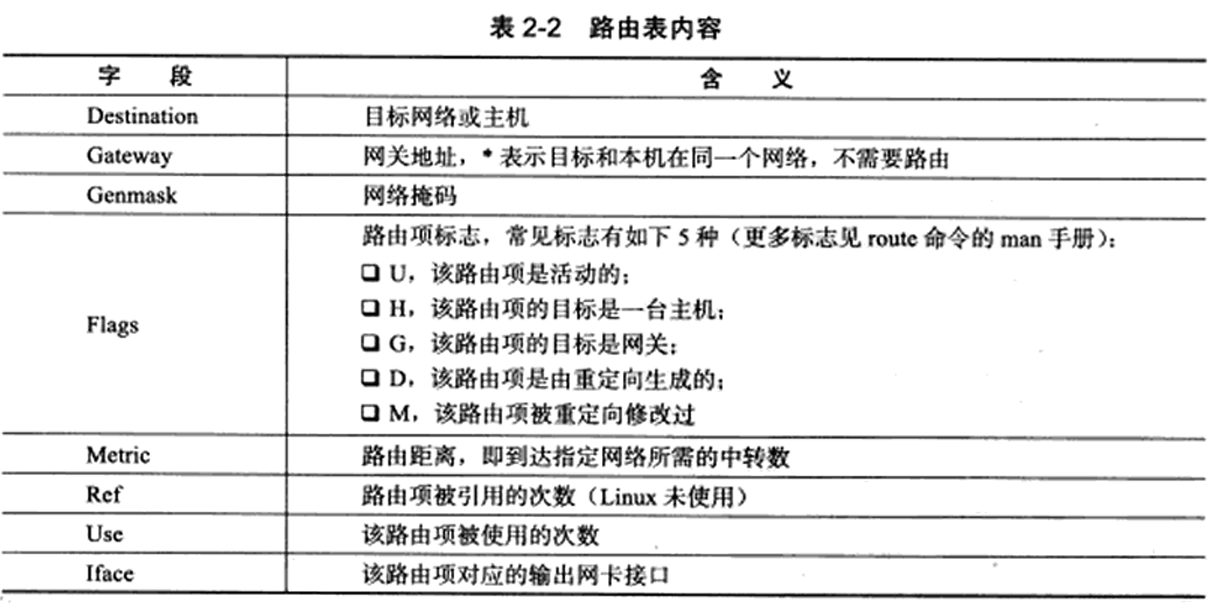 表 2-2 路由表内容
字 段 含 义
Destination 目标网络或主机
Gateway 网关地址，* 表示目标和本机在同一个网络，不需要路由
Genmask 网络掩码
路由项标志，常见标志有如下 5 种（更多标志见 route 命令的 man 手册）：
❑ U，该路由项是活动的；
❑ H，该路由项的目标是一台主机；
Flags
❑ G，该路由项的目标是网关；
❑ D，该路由项是由重定向生成的；
❑ M，该路由项被重定向修改过
Metric 路由距离，即到达指定网络所需的中转数
Ref 路由项被引用的次数（Linux 未使用）
Use 该路由项被使用的次数
Iface 该路由项对应的输出网卡接口